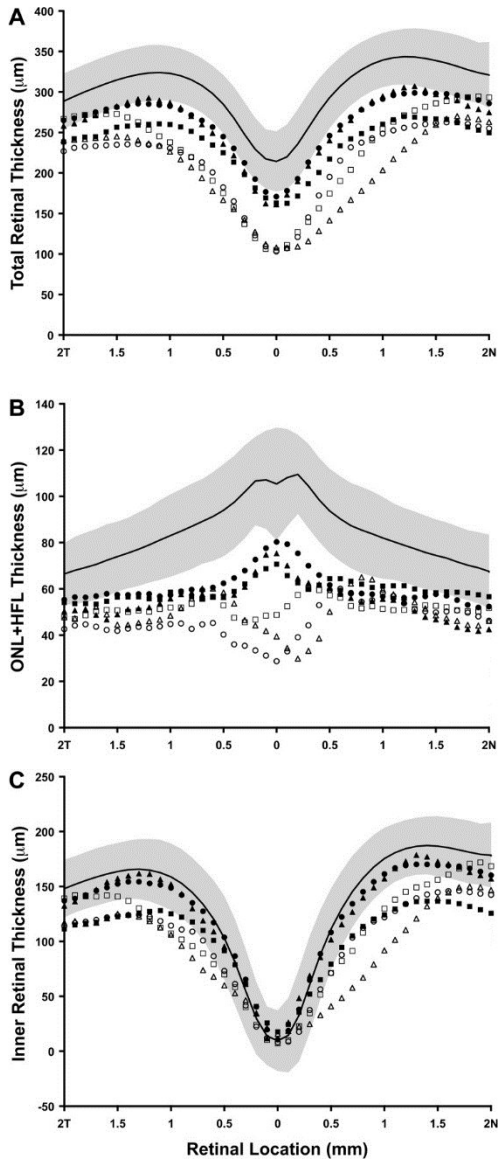 A
Total Retinal Thickness (μm)
400
350
300
250
200
150
100
50
0
2T 1.5 1 0.5 0 0.5 1 1.5 2N
B
ONL+HFL Thickness (μm)
140
120
100
80
60
40
20
0
2T 1.5 1 0.5 0 0.5 1 1.5 2N
C
Inner Retinal Thickness (μm)
250
200
150
100
50
0
-50
2T 1.5 1 0.5 0 0.5 1 1.5 2N
Retinal Location (mm)